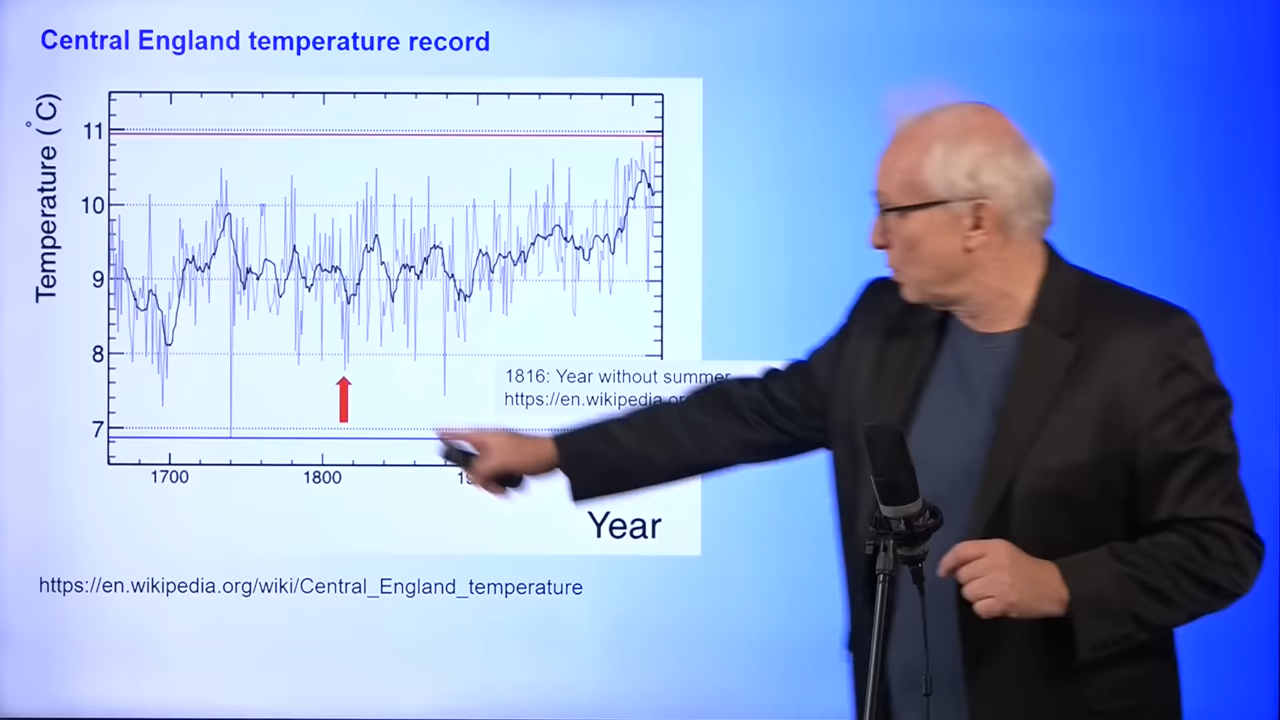 Central England temperature record
Temperature (°C)
11
10
9
8
7
1700
1800
1816: Year without summer
https://en.wikipedia.or
Year
https://en.wikipedia.org/wiki/Central_England_temperature